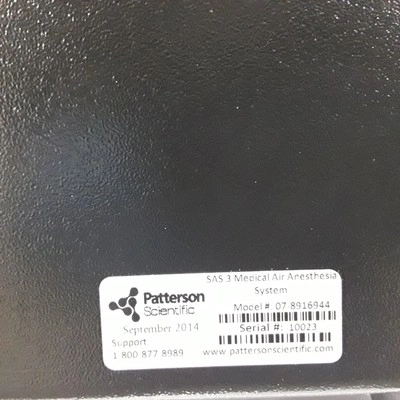 SAS 3 Medical Air Anesthesia
System
Patterson
Scientific
Model #: 07-8916944
September 2014
Serial #: 10023
Support:
1 800 877 8989
www.pattersonscientific.com